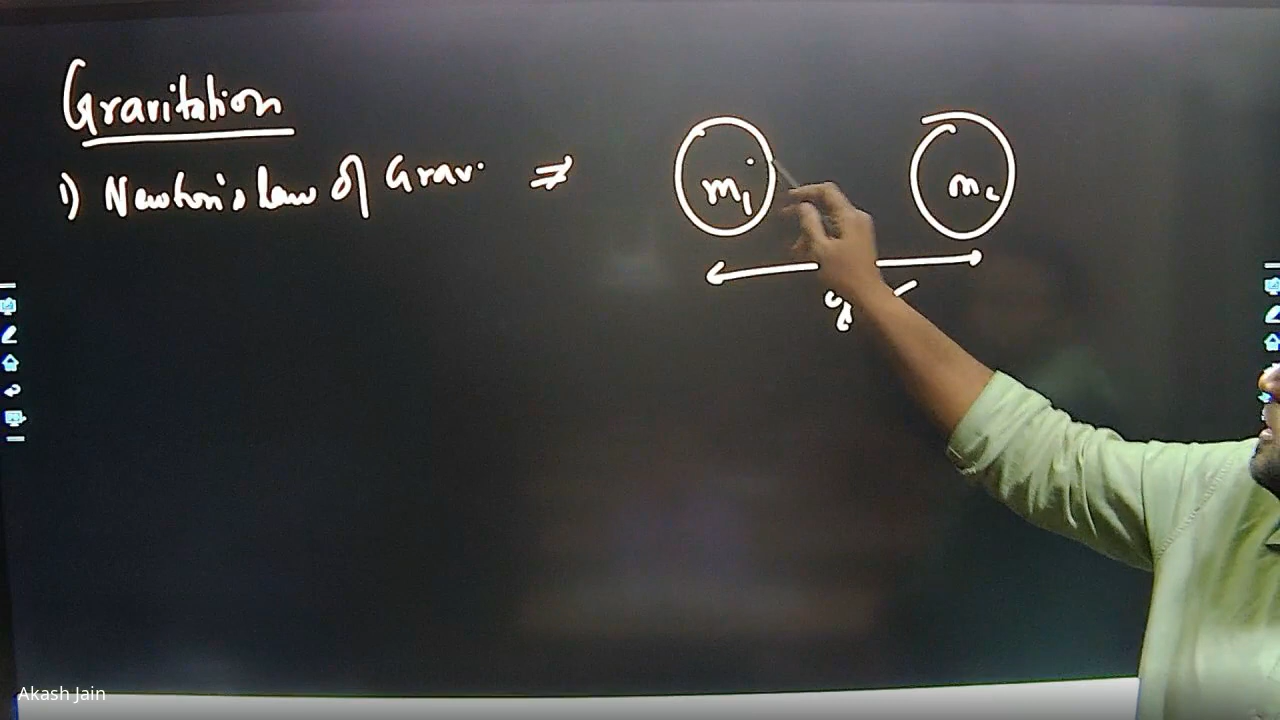 Gravitation
1) Newton's Law of Grav. ⇒
m₁ m₂
Akash Jain